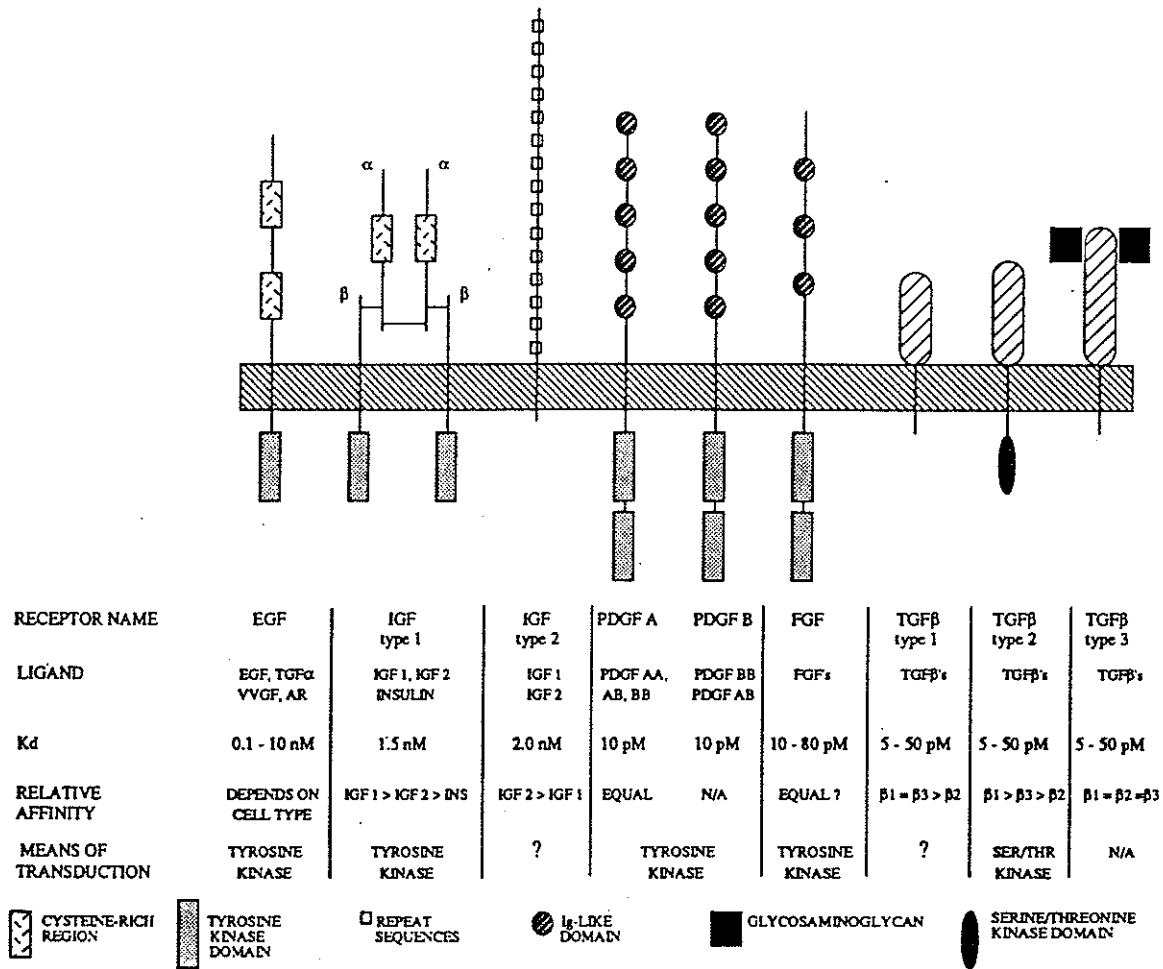 α α
β β
RECEPTOR NAME EGF IGF type 1 IGF type 2 PDGF A PDGF B FGF TGFβ type 1 TGFβ type 2 TGFβ type 3
LIGAND EGF, TGFα VVGF, AR IGF 1, IGF 2 INSULIN IGF 1 IGF 2 PDGF AA, AB, BB PDGF BB PDGF AB FGF's TGFβ's TGFβ's TGFβ's
Kd 0.1 - 10 nM 1.5 nM 2.0 nM 10 pM 10 pM 10 - 80 pM 5 - 50 pM 5 - 50 pM 5 - 50 pM
RELATIVE AFFINITY DEPENDS ON CELL TYPE IGF 1 > IGF 2 > INS IGF 2 > IGF 1 EQUAL N/A EQUAL ? β1 = β3 > β2 β1 > β3 > β2 β1 = β2 =β3
MEANS OF TRANSDUCTION TYROSINE KINASE TYROSINE KINASE ? TYROSINE KINASE TYROSINE KINASE ? SER/THR KINASE N/A
CYSTEINE-RICH REGION
TYROSINE KINASE DOMAIN
REPEAT SEQUENCES
Ig-LIKE DOMAIN
GLYCOSAMINOGLYCAN
SERINE/THREONINE KINASE DOMAIN